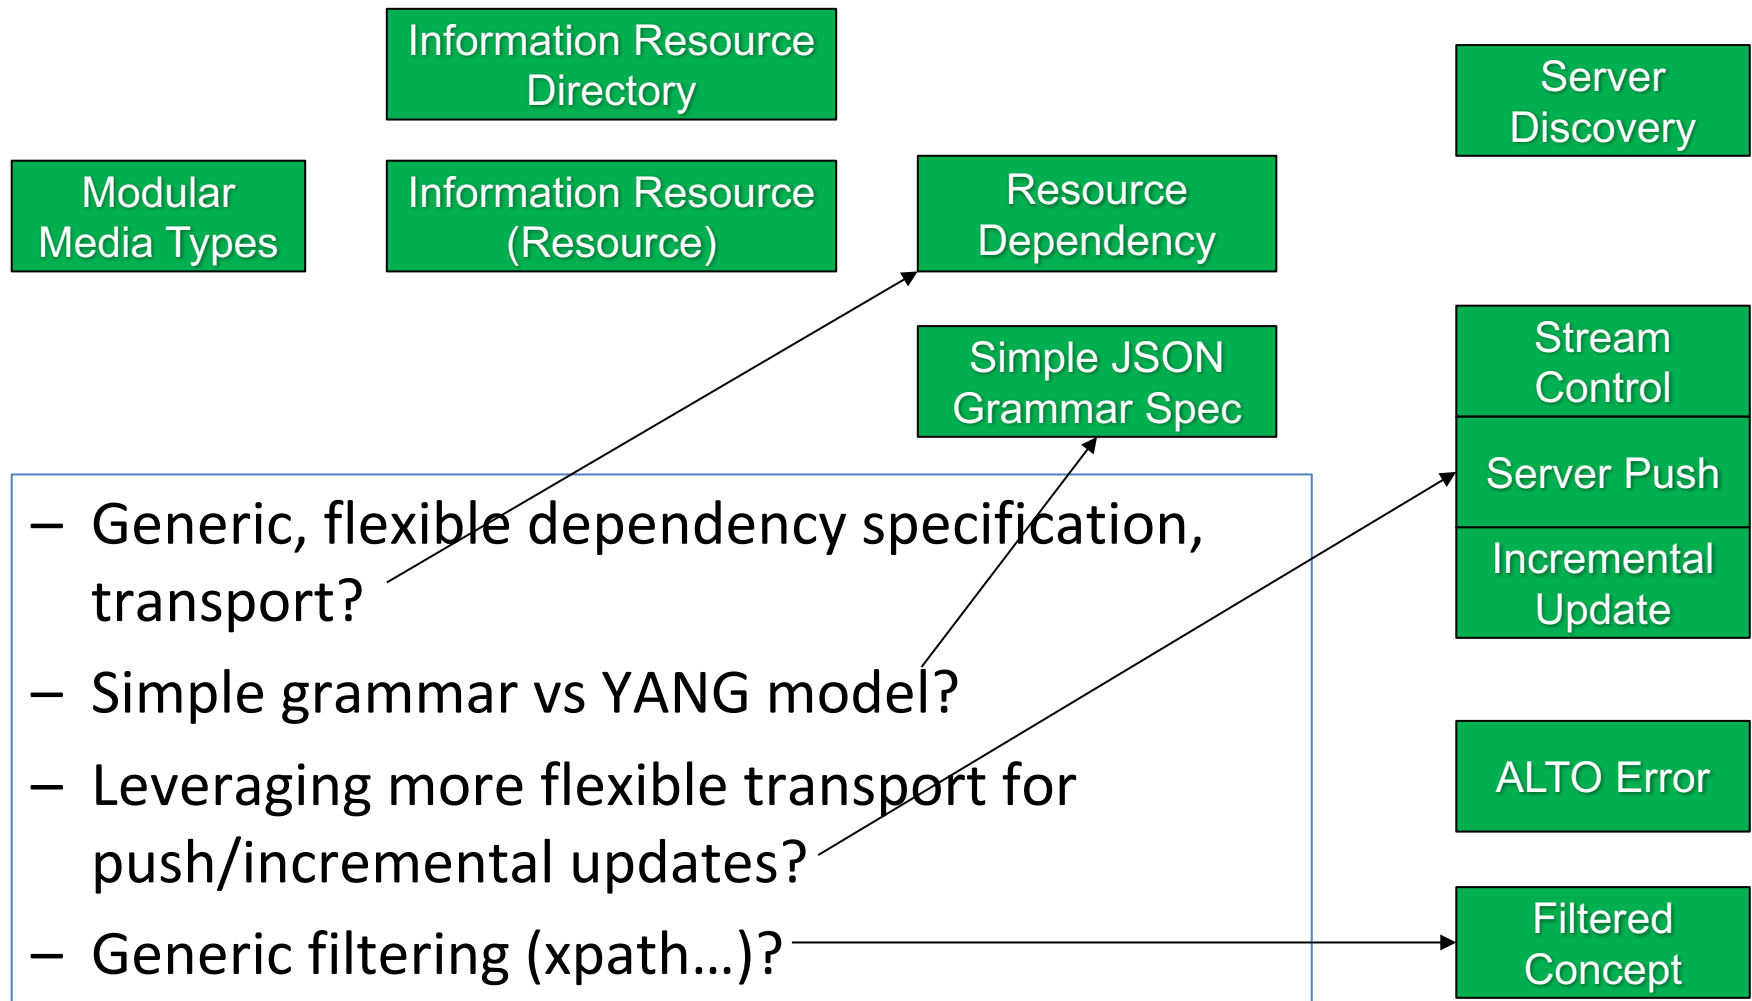 Information Resource
Directory
Server
Discovery
Modular
Media Types
Information Resource
(Resource)
Resource
Dependency
Simple JSON
Grammar Spec
Stream
Control
Server Push
Incremental
Update
– Generic, flexible dependency specification,
transport?
– Simple grammar vs YANG model?
– Leveraging more flexible transport for
push/incremental updates?
– Generic filtering (xpath...)?
ALTO Error
Filtered
Concept